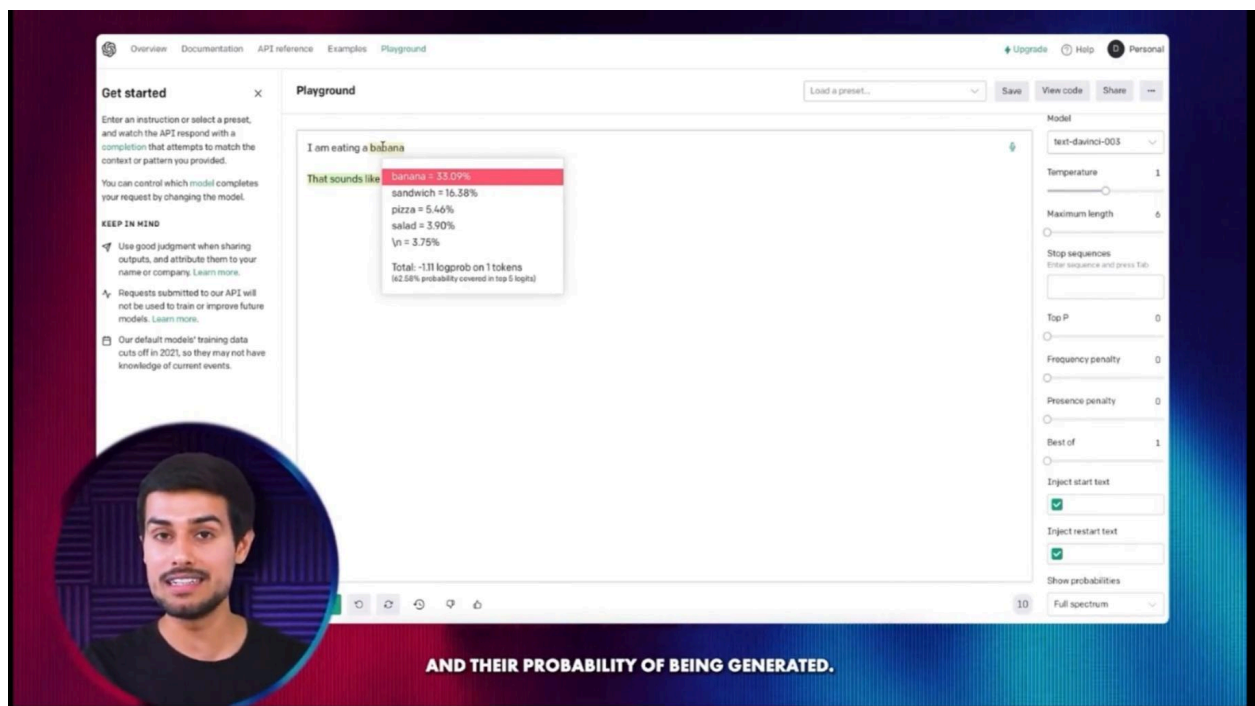 Overview Documentation API reference Examples Playground
Upgrade Help D Personal
Get started
Playground
Load a preset...
Save
View code
Share
Enter an instruction or select a preset,
and watch the API respond with a
completion that attempts to match the
context or pattern you provided.
You can control which model completes
your request by changing the model.
KEEP IN MIND
Use good judgment when sharing
outputs, and attribute them to your
name or company. Learn more.
Requests submitted to our API will
not be used to train or improve future
models. Learn more.
Our default models' training data
cuts off in 2021, so they may not have
knowledge of current events.
I am eating a banana
That sounds like
banana = 33.09%
sandwich = 16.38%
pizza = 5.46%
salad = 3.90%
\n = 3.75%
Total: -1.11 logprob on 1 tokens
(62.58% probability covered in top 5 logits)
Model
text-davinci-003
Temperature 1
Maximum length 6
Stop sequences
Enter sequence and press Tab
Top P 0
Frequency penalty 0
Presence penalty 0
Best of 1
Inject start text
Inject restart text
Show probabilities
Full spectrum
10
AND THEIR PROBABILITY OF BEING GENERATED.